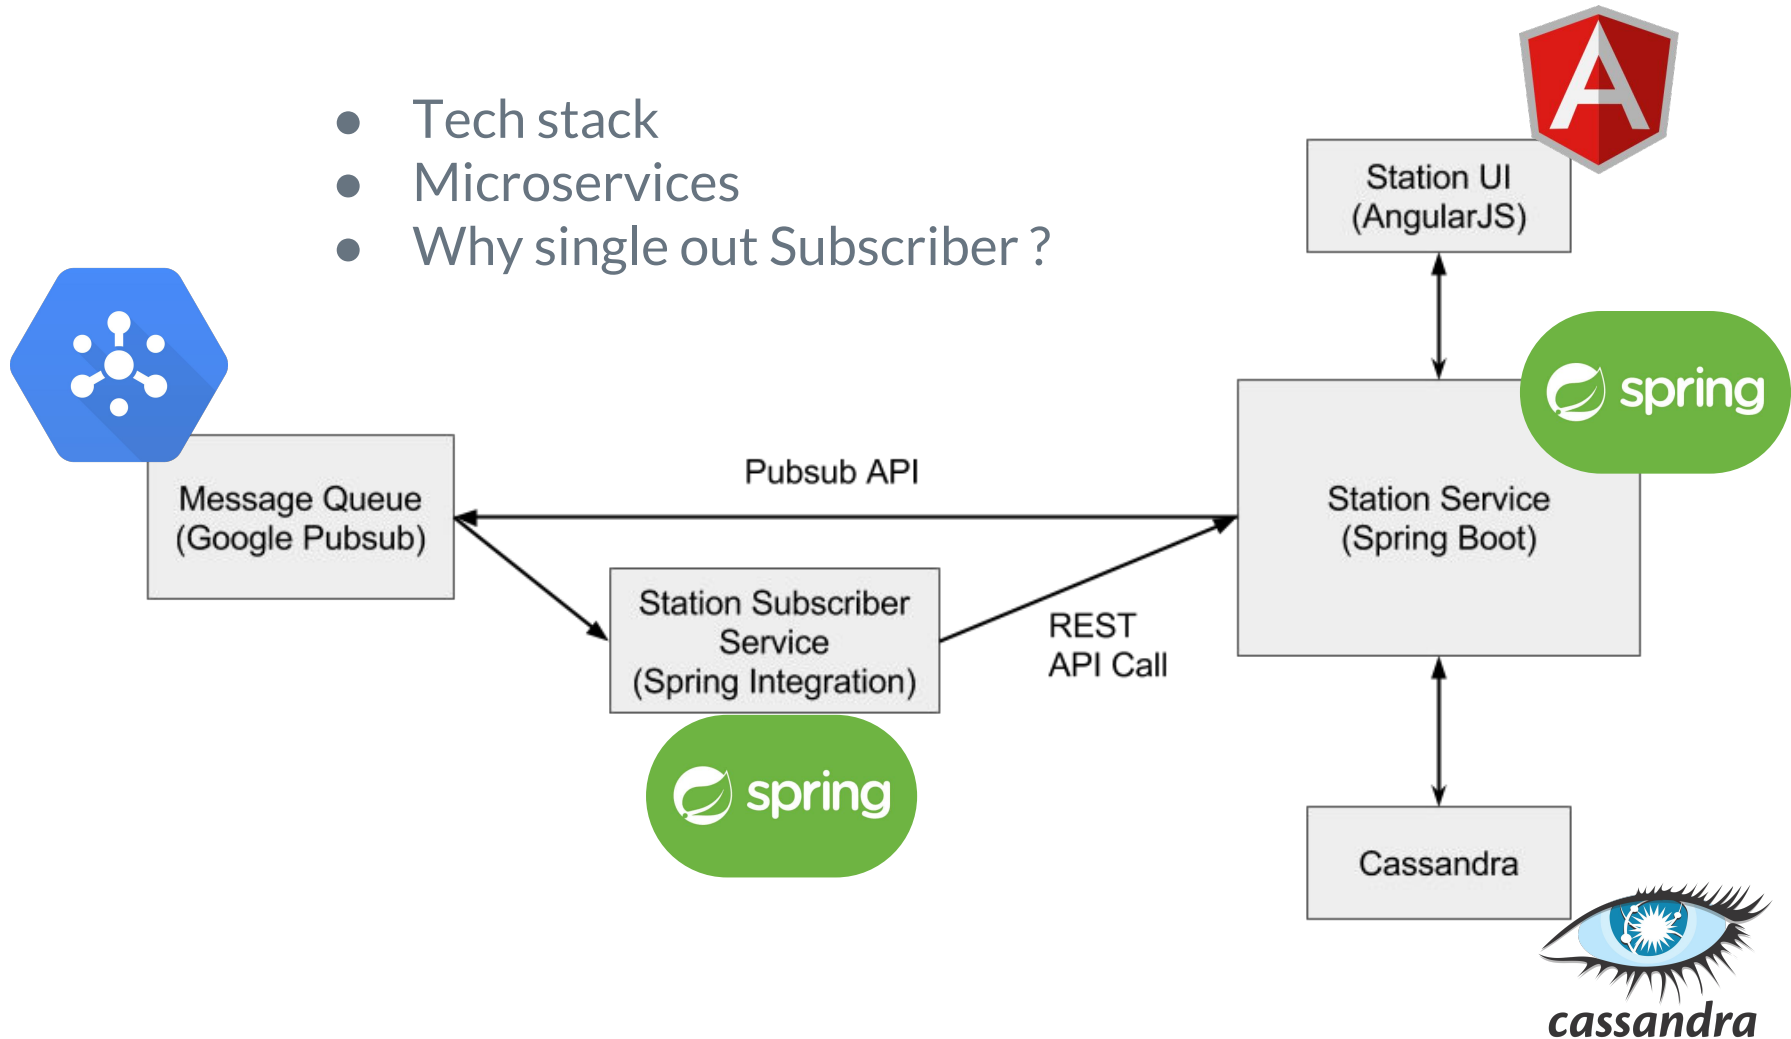 ● Tech stack
● Microservices
● Why single out Subscriber ?
Station UI
(AngularJS)
spring
Pubsub API
Message Queue
(Google Pubsub)
Station Service
(Spring Boot)
Station Subscriber
Service
(Spring Integration)
REST
API Call
spring
Cassandra
cassandra